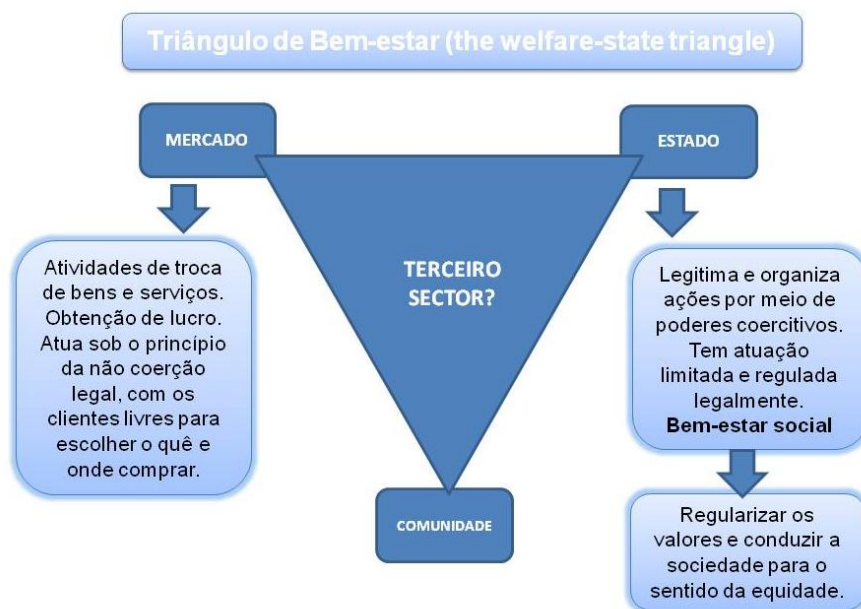 Triângulo de Bem-estar (the welfare-state triangle)
MERCADO
ESTADO
Atividades de troca
de bens e serviços.
Obtenção de lucro.
Atua sob o princípio
da não coerção
legal, com os
clientes livres para
escolher o quê e
onde comprar.
TERCEIRO
SECTOR?
Legitima e organiza
ações por meio de
poderes coercitivos.
Tem atuação
limitada e regulada
legalmente.
Bem-estar social
COMUNIDADE
Regularizar os
valores e conduzir a
sociedade para o
sentido da equidade.